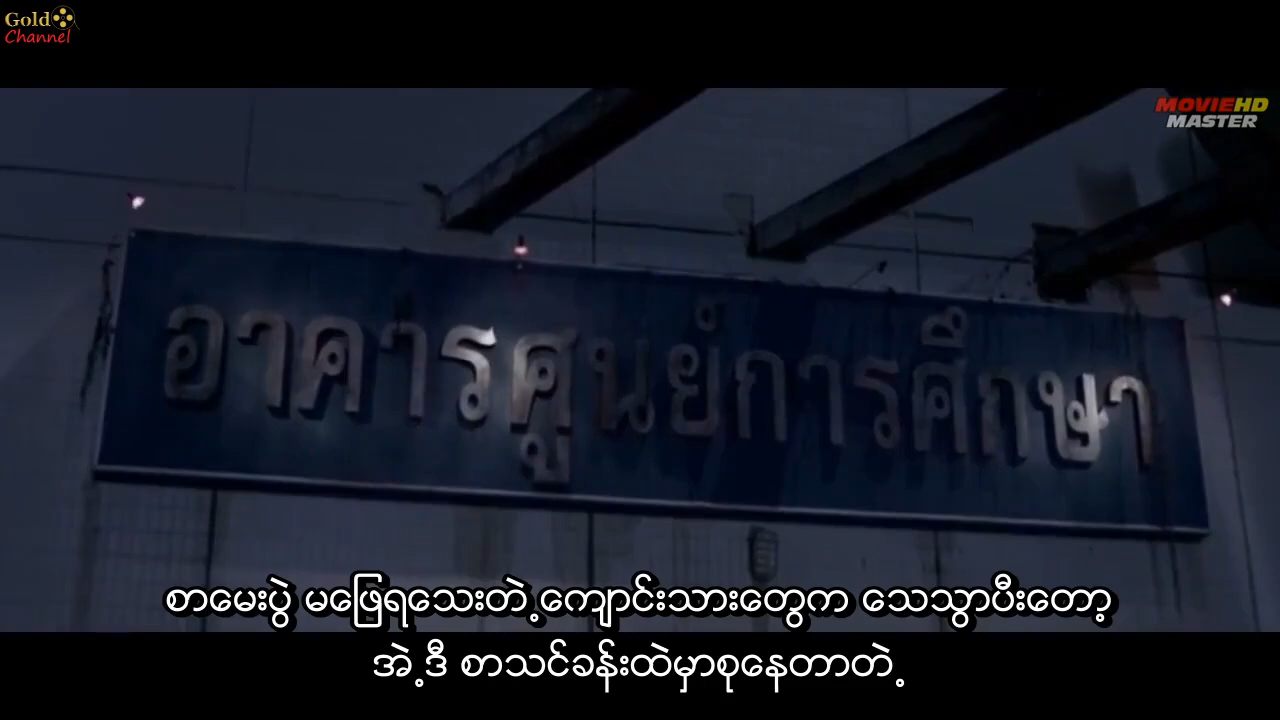 Gold
Channel
MOVIEHD
MASTER
อาคารศูนย์การศึกษา
စာမေးပွဲ မဖြေရသေးတဲ့ကျောင်းသားတွေက သေသွာပီးတော့
အဲ့ဒီ စာသင်ခန်းထဲမှာစုနေတာတဲ့